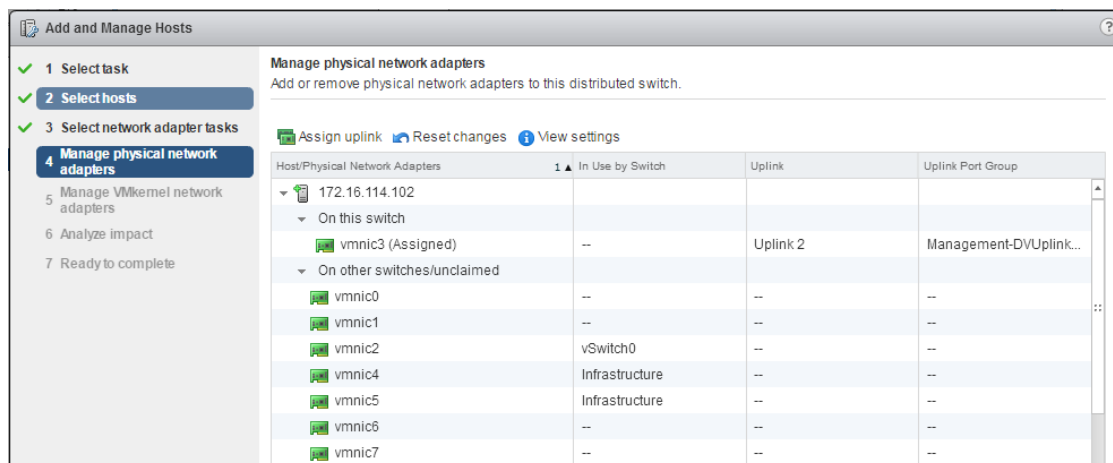 Add and Manage Hosts
?
1 Select task
2 Select hosts
3 Select network adapter tasks
4 Manage physical network
adapters
5 Manage VMkernel network
adapters
6 Analyze impact
7 Ready to complete
Manage physical network adapters
Add or remove physical network adapters to this distributed switch.
Assign uplink Reset changes View settings
Host/Physical Network Adapters 1 ▲ In Use by Switch Uplink Uplink Port Group
172.16.114.102
On this switch
vmnic3 (Assigned) -- Uplink 2 Management-DVUplink...
On other switches/unclaimed
vmnic0 -- -- --
vmnic1 -- -- --
vmnic2 vSwitch0 -- --
vmnic4 Infrastructure -- --
vmnic5 Infrastructure -- --
vmnic6 -- -- --
vmnic7 -- -- --